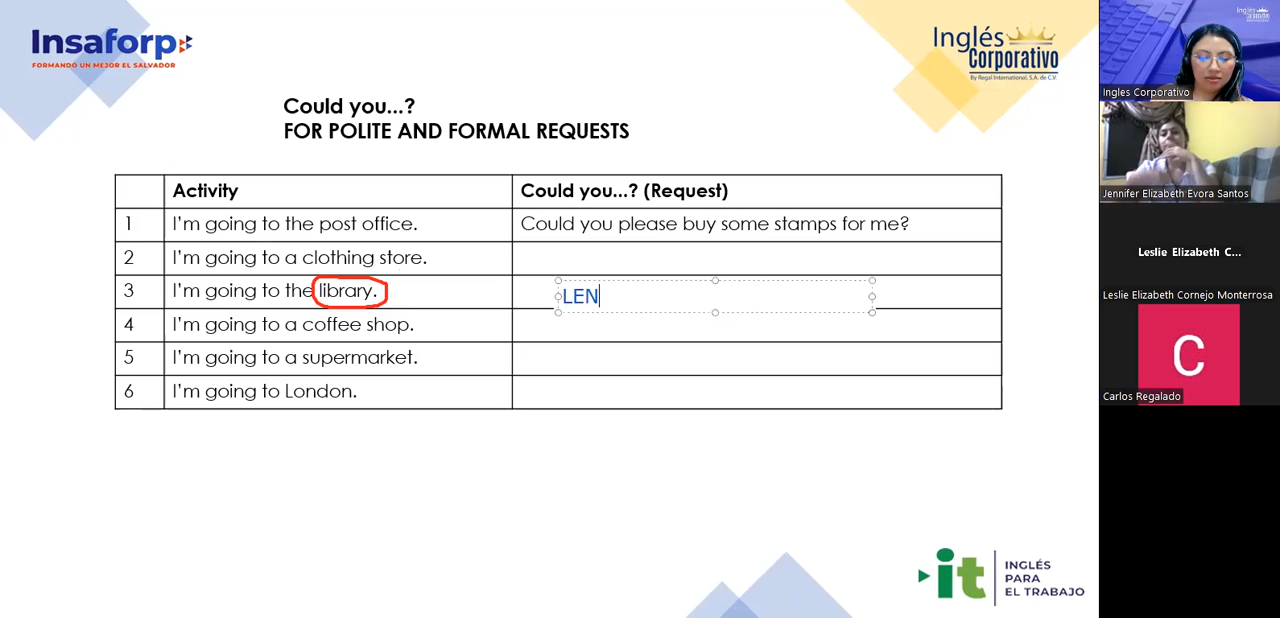 Insaforp
FORMANDO UN MEJOR EL SALVADOR
Inglés
Corporativo
By Regal International, S.A. de C.V.
Could you...?
FOR POLITE AND FORMAL REQUESTS
Activity Could you...? (Request)
1 I'm going to the post office. Could you please buy some stamps for me?
2 I'm going to a clothing store.
3 I'm going to the library. LEN
4 I'm going to a coffee shop.
5 I'm going to a supermarket.
6 I'm going to London.
it
INGLÉS
PARA
EL TRABAJO
Ingles Corporativo
Jennifer Elizabeth Evora Santos
Leslie Elizabeth C...
Leslie Elizabeth Cornejo Monterrosa
C
Carlos Regalado